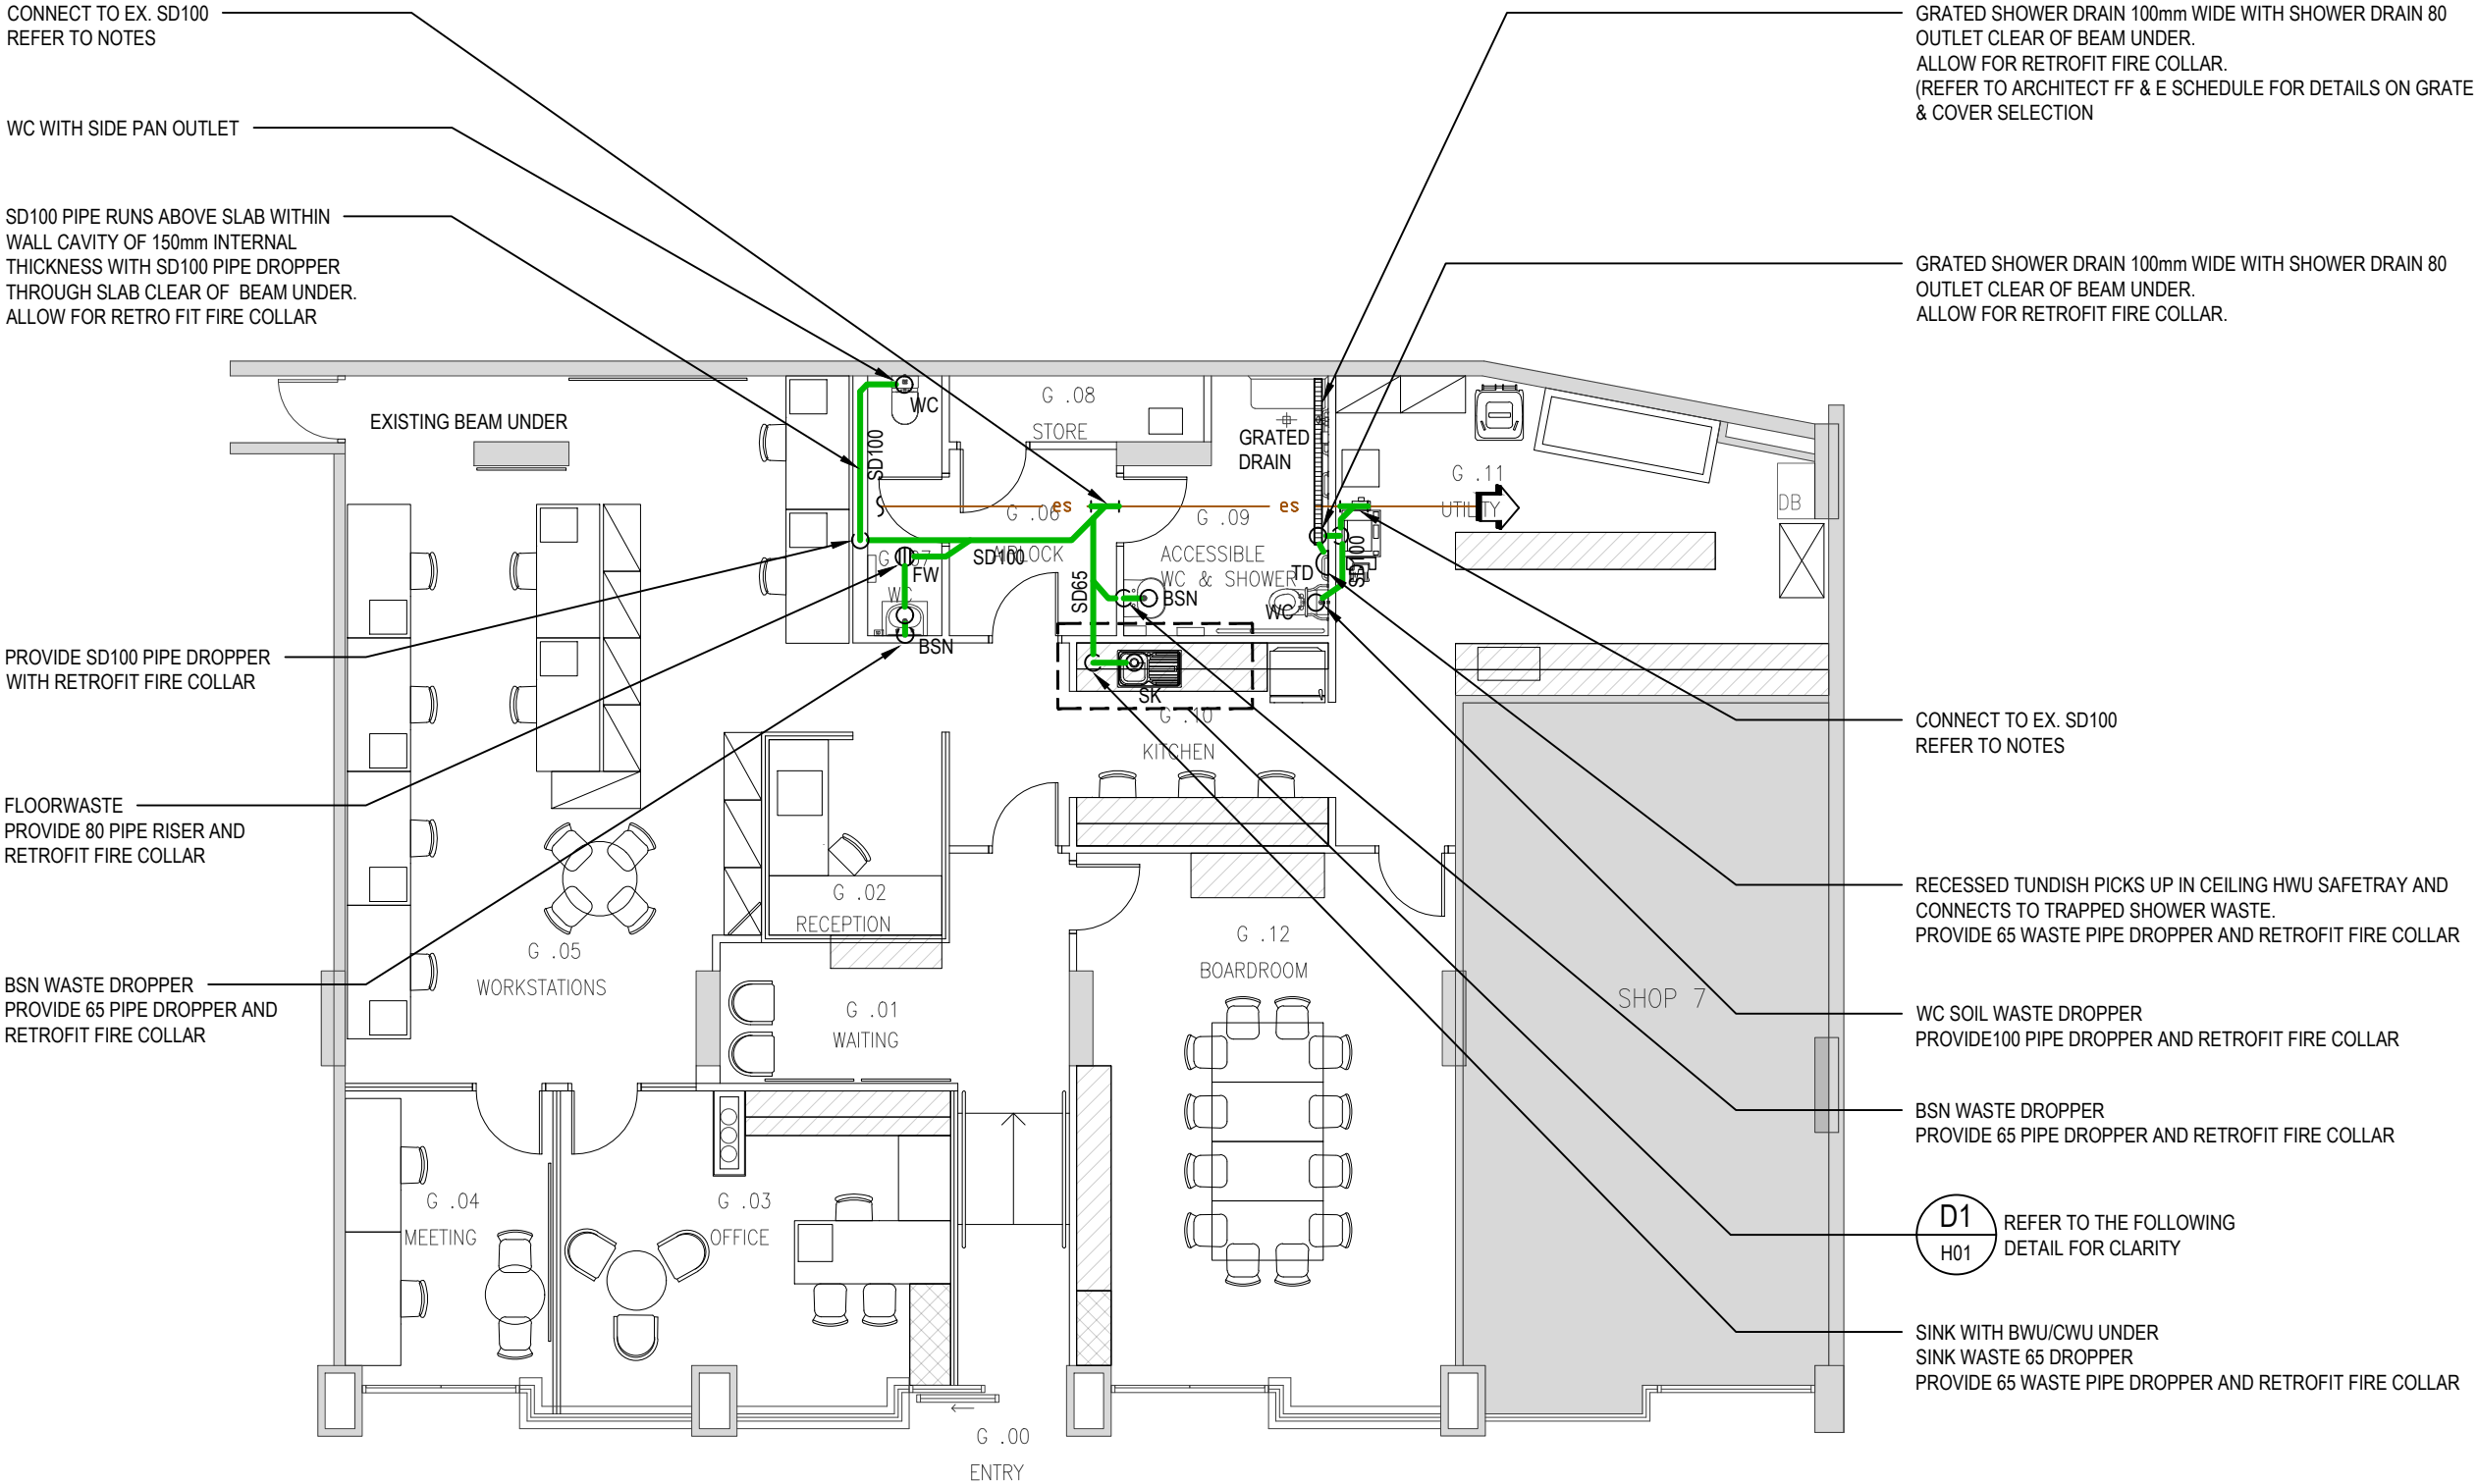 CONNECT TO EX. SD100
REFER TO NOTES
WC WITH SIDE PAN OUTLET
SD100 PIPE RUNS ABOVE SLAB WITHIN
WALL CAVITY OF 150mm INTERNAL
THICKNESS WITH SD100 PIPE DROPPER
THROUGH SLAB CLEAR OF BEAM UNDER.
ALLOW FOR RETRO FIT FIRE COLLAR
GRATED SHOWER DRAIN 100mm WIDE WITH SHOWER DRAIN 80
OUTLET CLEAR OF BEAM UNDER.
ALLOW FOR RETROFIT FIRE COLLAR.
(REFER TO ARCHITECT FF & E SCHEDULE FOR DETAILS ON GRATE
& COVER SELECTION
GRATED SHOWER DRAIN 100mm WIDE WITH SHOWER DRAIN 80
OUTLET CLEAR OF BEAM UNDER.
ALLOW FOR RETROFIT FIRE COLLAR.
EXISTING BEAM UNDER
WC
SD100
G .08
STORE
GRATED
DRAIN
G .11
UTILITY
DB
es
es
G .06
AIRLOCK
G .09
ACCESSIBLE
WC & SHOWER
G .07
WC
FW
SD100
SD65
BSN
TD
SD100
WC
BSN
SK
G .10
KITCHEN
PROVIDE SD100 PIPE DROPPER
WITH RETROFIT FIRE COLLAR
FLOORWASTE
PROVIDE 80 PIPE RISER AND
RETROFIT FIRE COLLAR
BSN WASTE DROPPER
PROVIDE 65 PIPE DROPPER AND
RETROFIT FIRE COLLAR
G .02
RECEPTION
G .05
WORKSTATIONS
G .01
WAITING
G .12
BOARDROOM
SHOP 7
G .04
MEETING
G .03
OFFICE
G .00
ENTRY
CONNECT TO EX. SD100
REFER TO NOTES
RECESSED TUNDISH PICKS UP IN CEILING HWU SAFETRAY AND
CONNECTS TO TRAPPED SHOWER WASTE.
PROVIDE 65 WASTE PIPE DROPPER AND RETROFIT FIRE COLLAR
WC SOIL WASTE DROPPER
PROVIDE100 PIPE DROPPER AND RETROFIT FIRE COLLAR
BSN WASTE DROPPER
PROVIDE 65 PIPE DROPPER AND RETROFIT FIRE COLLAR
D1
H01
REFER TO THE FOLLOWING
DETAIL FOR CLARITY
SINK WITH BWU/CWU UNDER
SINK WASTE 65 DROPPER
PROVIDE 65 WASTE PIPE DROPPER AND RETROFIT FIRE COLLAR